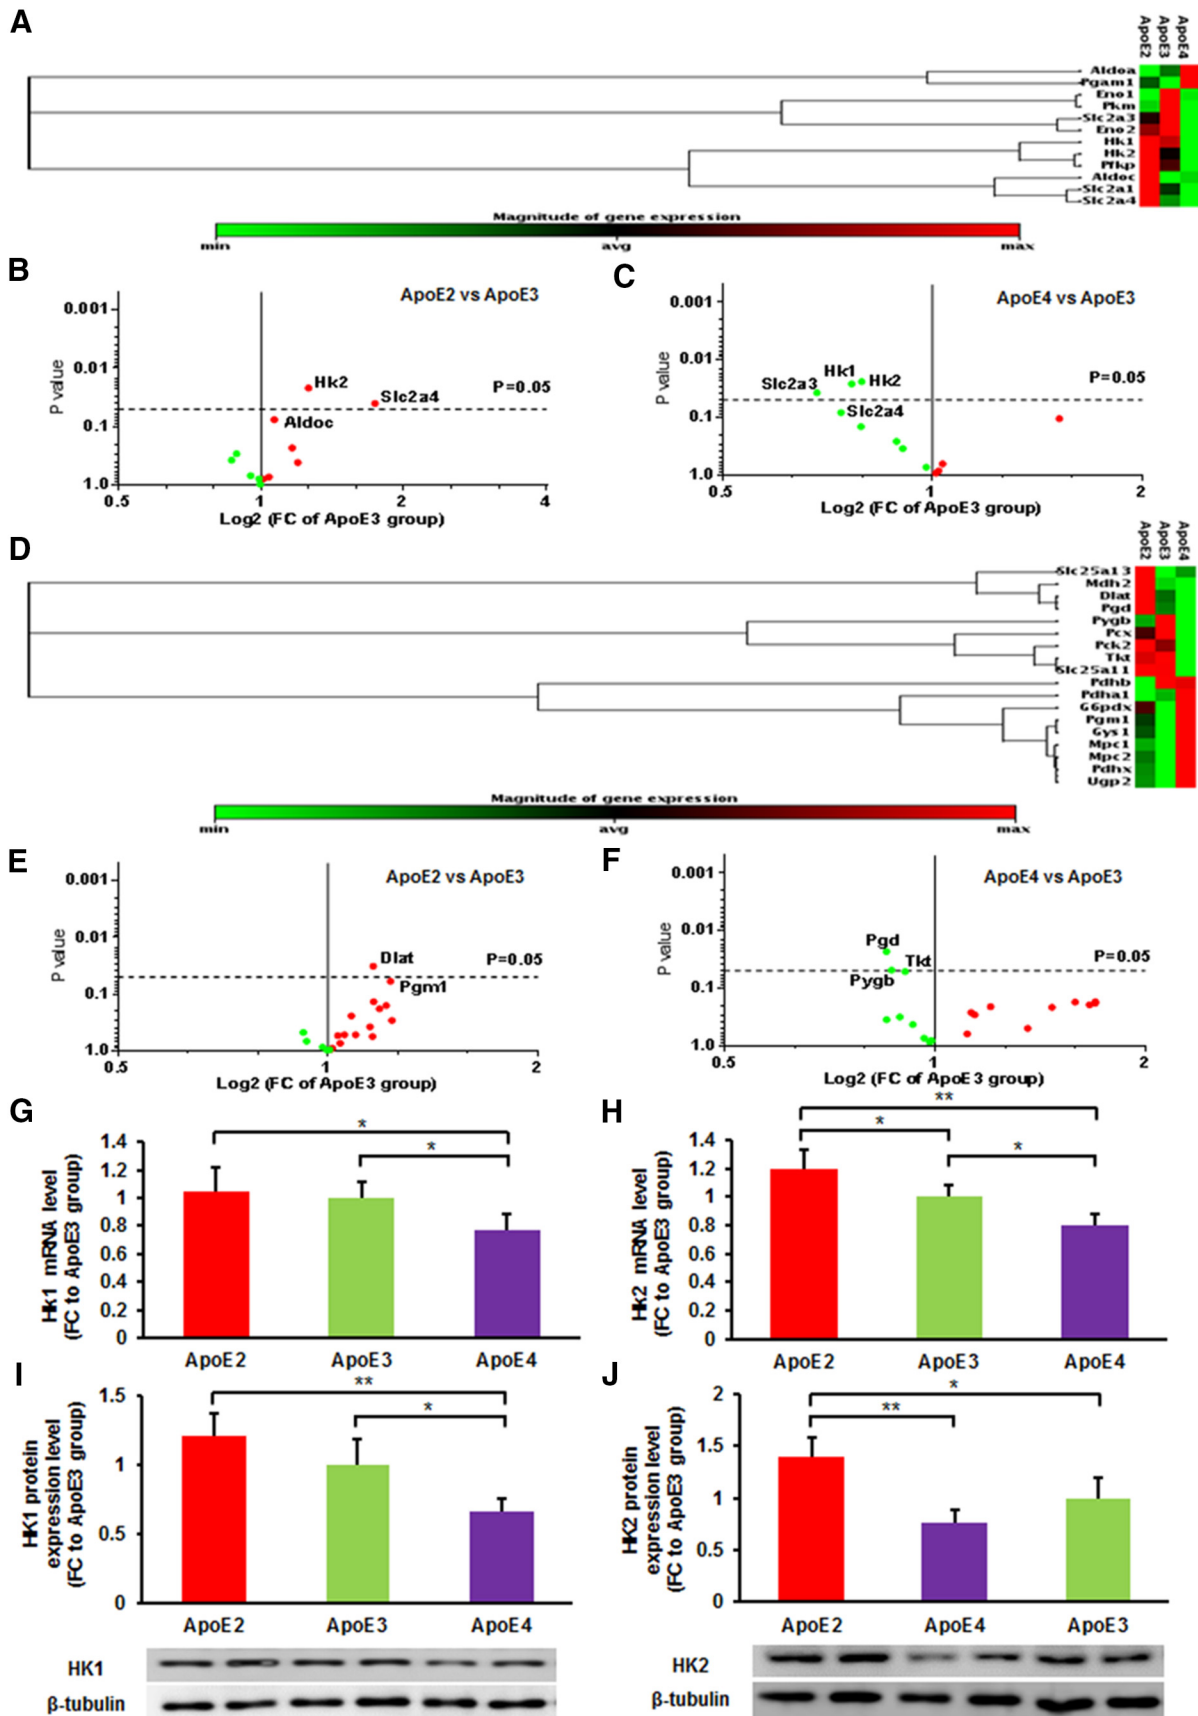 A
ApoE2
ApoE3
ApoE4
Aldoa
Pgam1
Eno1
Pkm
Slc2a3
Eno2
Hk1
Hk2
Pfkp
Aldoc
Slc2a1
Slc2a4
Magnitude of gene expression
min avg max
B
ApoE2 vs ApoE3
P value
0.001
0.01
0.1
1.0
Hk2
Slc2a4
Aldoc
P=0.05
0.5 1 2 4
Log2 (FC of ApoE3 group)
C
ApoE4 vs ApoE3
P value
0.001
0.01
0.1
1.0
Hk1
Hk2
Slc2a3
Slc2a4
P=0.05
0.5 1 2
Log2 (FC of ApoE3 group)
D
ApoE2
ApoE3
ApoE4
Slc25a13
Mdh2
Dlat
Pgd
Pygb
Pcx
Pck2
Tkt
Slc25a11
Pdhb
Pdha1
G6pdx
Pgm1
Gys1
Mpc1
Mpc2
Pdhx
Ugp2
Magnitude of gene expression
min avg max
E
ApoE2 vs ApoE3
P value
0.001
0.01
0.1
1.0
Dlat
Pgm1
P=0.05
0.5 1 2
Log2 (FC of ApoE3 group)
F
ApoE4 vs ApoE3
P value
0.001
0.01
0.1
1.0
Pgd
Tkt
Pygb
P=0.05
0.5 1 2
Log2 (FC of ApoE3 group)
G
Hk1 mRNA level
(FC to ApoE3 group)
1.4
1.2
1
0.8
0.6
0.4
0.2
0
*
*
ApoE2 ApoE3 ApoE4
H
Hk2 mRNA level
(FC to ApoE3 group)
1.4
1.2
1
0.8
0.6
0.4
0.2
0
**
*
*
ApoE2 ApoE3 ApoE4
I
HK1 protein
expression level
(FC to ApoE3 group)
1.5
1
0.5
0
**
*
ApoE2 ApoE3 ApoE4
HK1
β-tubulin
J
HK2 protein
expression level
(FC to ApoE3 group)
2
1.5
1
0.5
0
*
**
ApoE2 ApoE4 ApoE3
HK2
β-tubulin